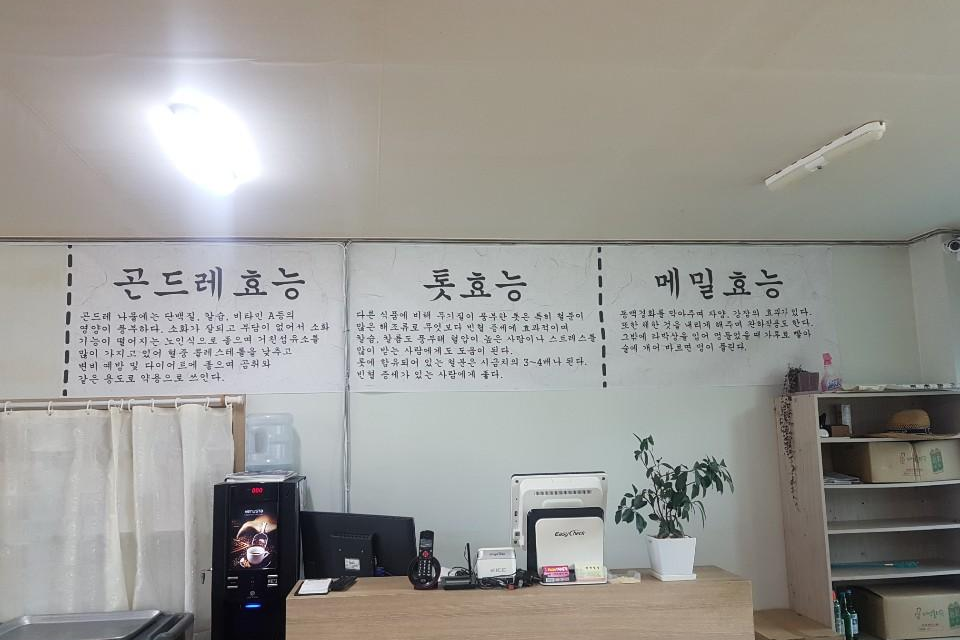 곤드레 효능
곤드레 나물에는 단백질, 칼슘, 비타민 A등의
영양이 풍부하다. 소화가 잘되고 부담이 없어서 소화
기능이 떨어지는 노인식으로 좋으며 거친섬유소를
많이 가지고 있어 혈중 콜레스테롤을 낮추고
변비 예방 및 다이어트에 좋으며 곰취와
같은 용도로 약용으로 쓰인다.
톳효능
다른 식품에 비해 무기질이 풍부한 톳은 특히 철분이
많은 해조류로 무엇보다 빈혈 증세에 효과적이며
칼슘, 칼륨도 풍부해 혈압이 높은 사람이나 스트레스를
많이 받는 사람에게도 도움이 된다.
톳에 함유되어 있는 철분은 시금치의 3~4배나 된다.
빈혈 증세가 있는 사람에게 좋다.
메밀효능
동맥경화를 막아주며 자양, 강장의 효과가 있다.
또한 체한 것을 내리게 해주며 완하작용도 한다.
그밖에 타박상을 입어 멍들었을때 가루로 빻아
술에 개어 바르면 멍이 풀린다.
000
EasyCheck
KICC